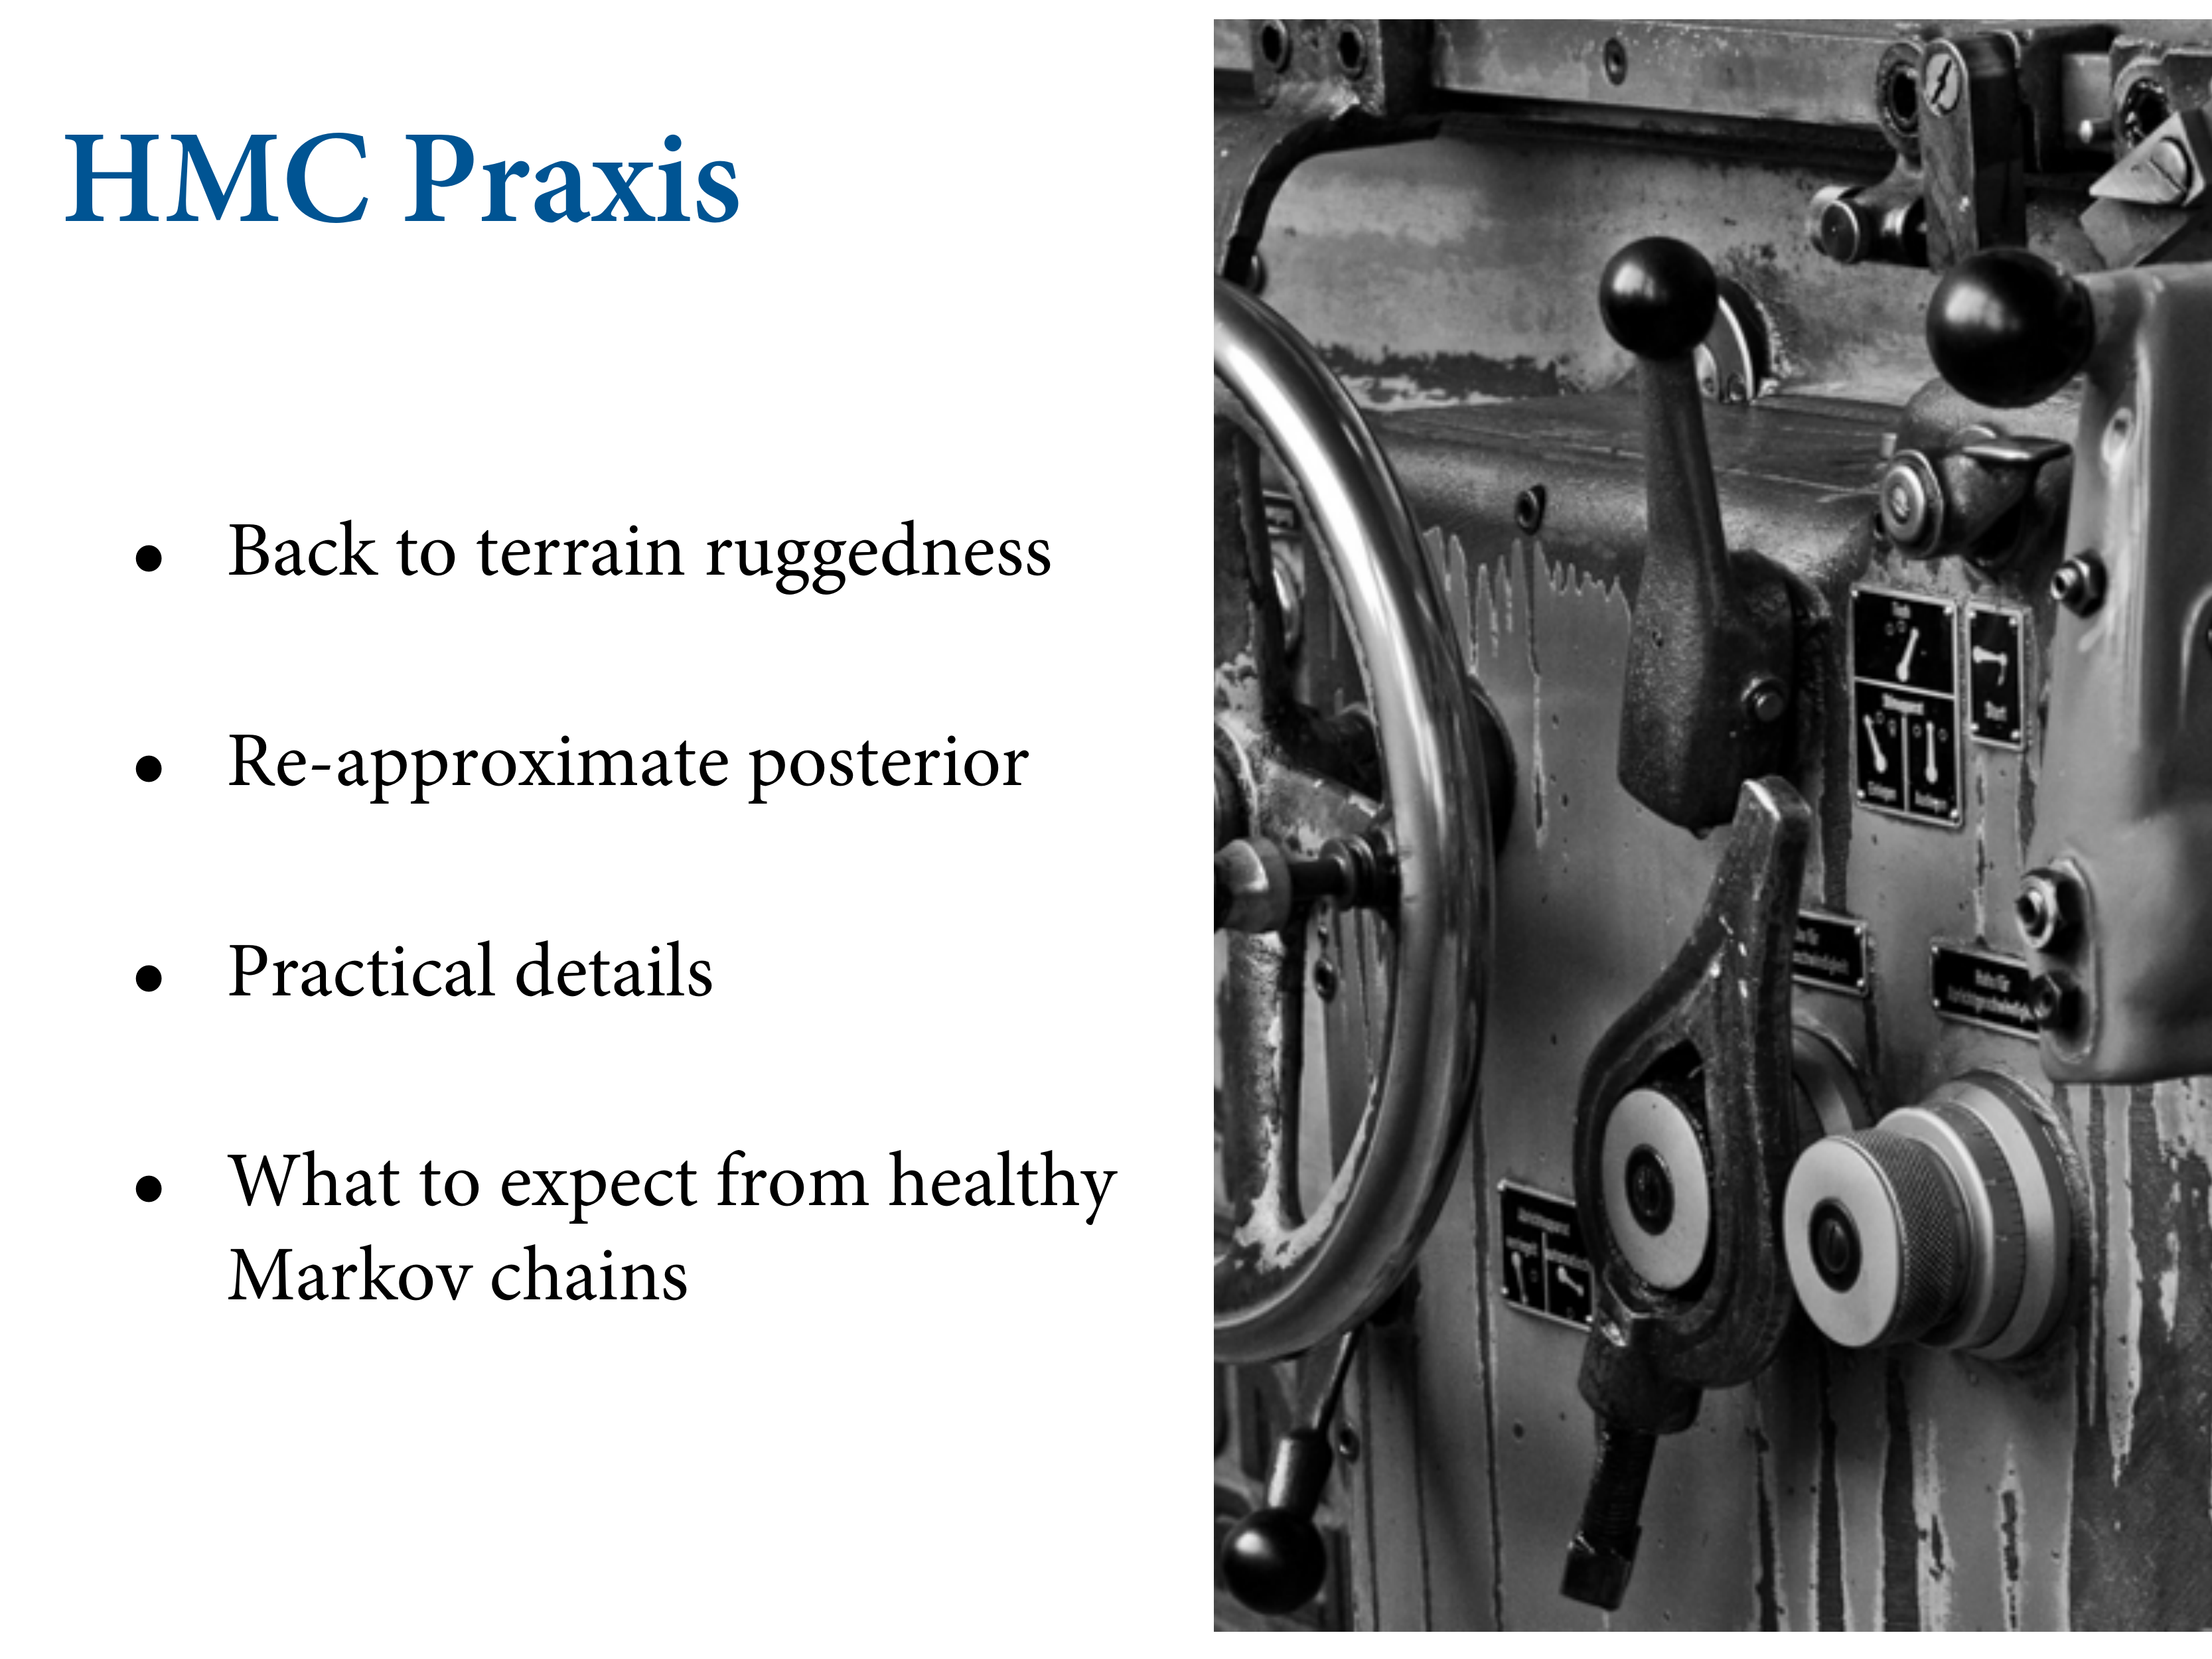 HMC Praxis
• Back to terrain ruggedness
• Re-approximate posterior
• Practical details
• What to expect from healthy
Markov chains